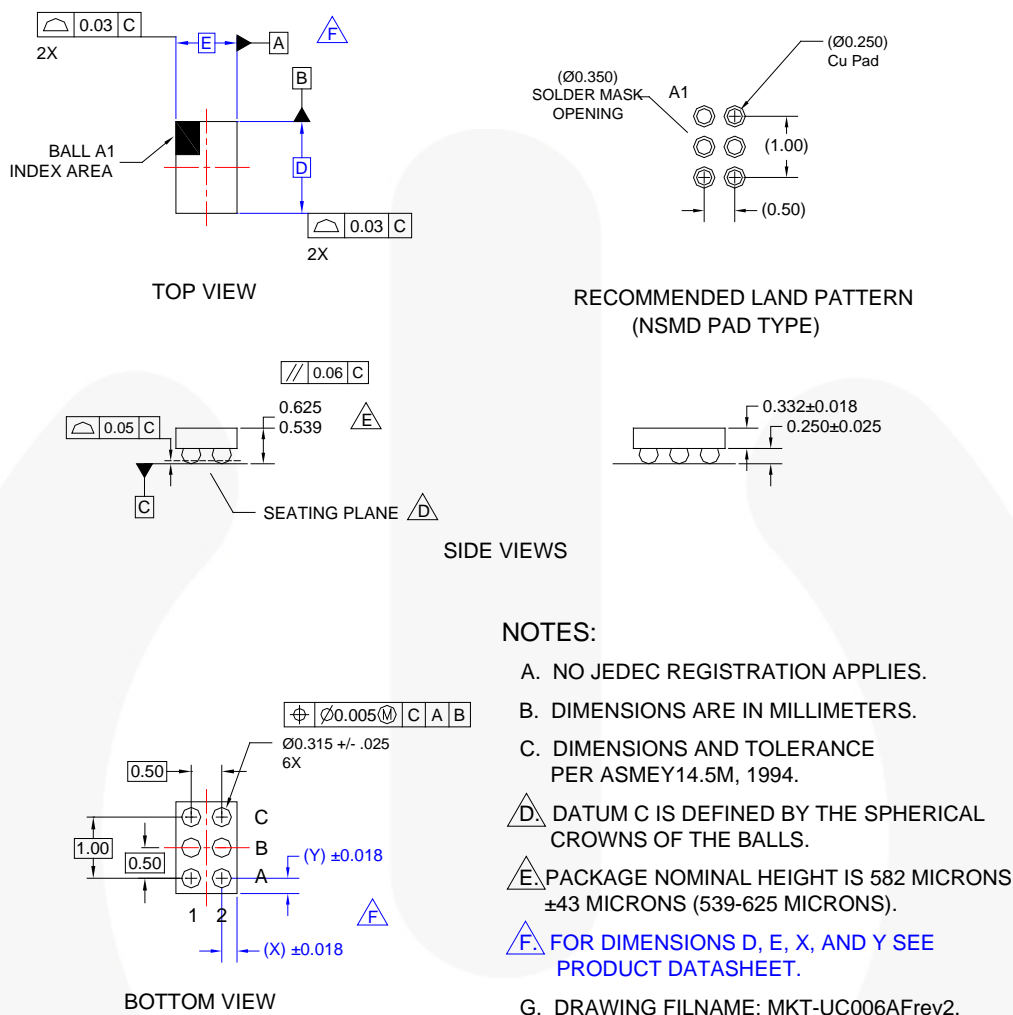 0.03 C
2X
E
A
F
B
BALL A1
INDEX AREA
D
0.03 C
2X
TOP VIEW
(Ø0.250)
Cu Pad
(Ø0.350)
SOLDER MASK
OPENING
A1
(1.00)
(0.50)
RECOMMENDED LAND PATTERN
(NSMD PAD TYPE)
// 0.06 C
0.05 C
0.625
0.539
E
C
SEATING PLANE D
0.332±0.018
0.250±0.025
SIDE VIEWS
⌖ Ø0.005Ⓜ C A B
Ø0.315 +/- .025
6X
0.50
1.00
0.50
C
B
A
1 2
(Y) ±0.018
F
(X) ±0.018
BOTTOM VIEW
NOTES:
A. NO JEDEC REGISTRATION APPLIES.
B. DIMENSIONS ARE IN MILLIMETERS.
C. DIMENSIONS AND TOLERANCE
PER ASMEY14.5M, 1994.
D. DATUM C IS DEFINED BY THE SPHERICAL
CROWNS OF THE BALLS.
E. PACKAGE NOMINAL HEIGHT IS 582 MICRONS
±43 MICRONS (539-625 MICRONS).
F. FOR DIMENSIONS D, E, X, AND Y SEE
PRODUCT DATASHEET.
G. DRAWING FILNAME: MKT-UC006AFrev2.